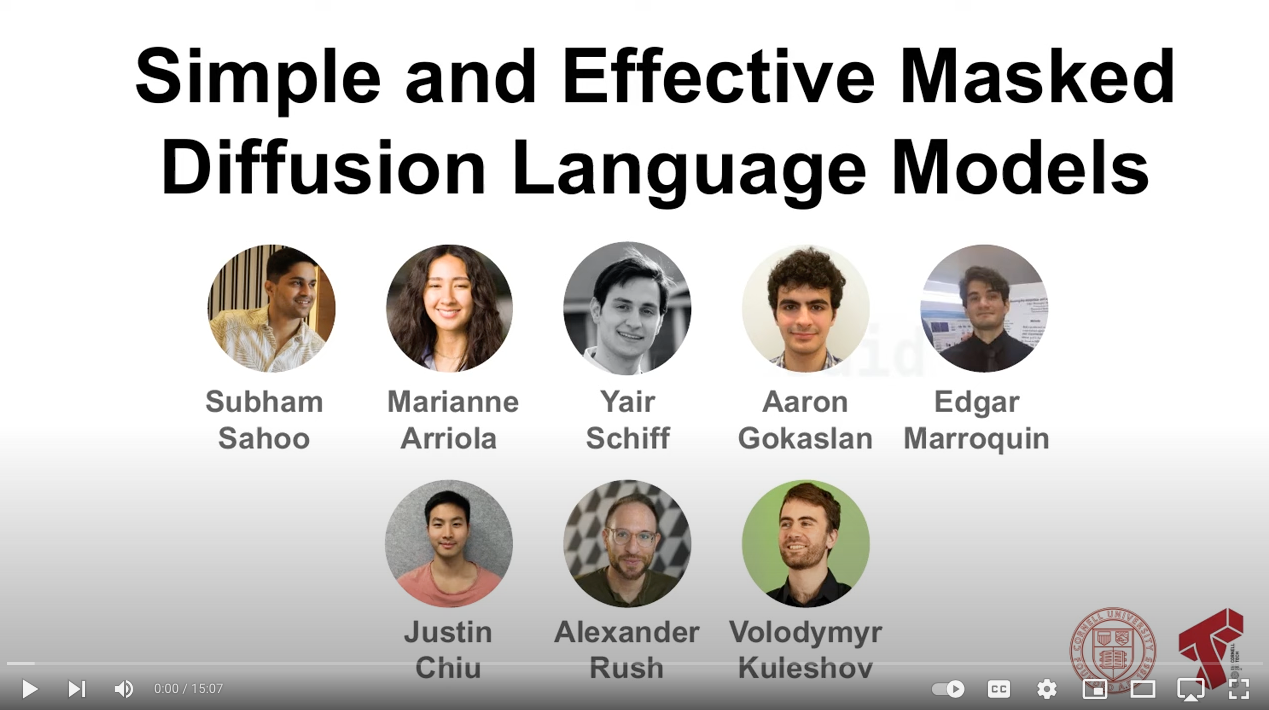 Simple and Effective Masked
Diffusion Language Models
Subham
Sahoo
Marianne
Arriola
Yair
Schiff
Aaron
Gokaslan
Edgar
Marroquin
Justin
Chiu
Alexander
Rush
Volodymyr
Kuleshov
CORNELL UNIVERSITY
0:00 / 15:07
CC